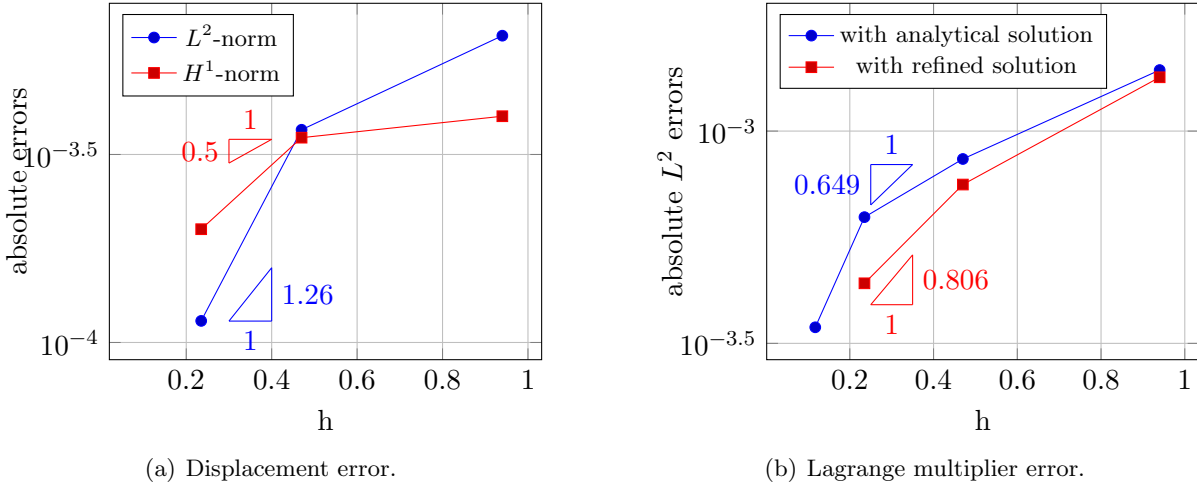 absolute errors
L²-norm
H¹-norm
1
0.5
1.26
1
10^{-3.5}
10^{-4}
0.2 0.4 0.6 0.8 1
h
(a) Displacement error.
absolute L² errors
with analytical solution
with refined solution
1
0.649
0.806
1
10^{-3}
10^{-3.5}
0.2 0.4 0.6 0.8 1
h
(b) Lagrange multiplier error.